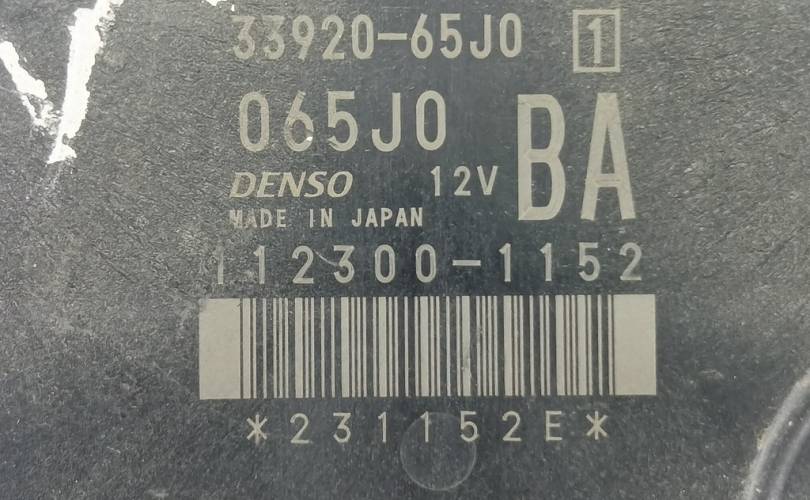 33920-65J0 1
065J0 BA
DENSO 12V
MADE IN JAPAN
112300-1152
*231152E*